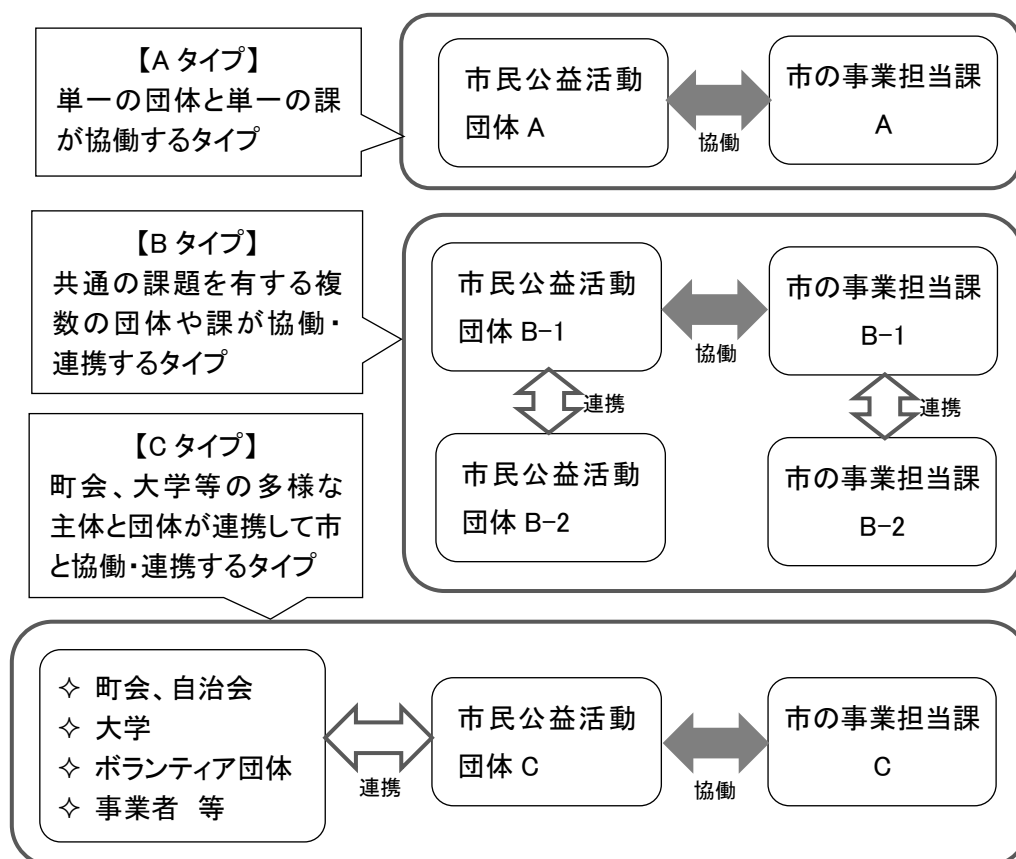 【A タイプ】
単一の団体と単一の課
が協働するタイプ
市民公益活動
団体 A
協働
市の事業担当課
A
【B タイプ】
共通の課題を有する複
数の団体や課が協働・
連携するタイプ
市民公益活動
団体 B-1
協働
市の事業担当課
B-1
連携
連携
市民公益活動
団体 B-2
市の事業担当課
B-2
【C タイプ】
町会、大学等の多様な
主体と団体が連携して市
と協働・連携するタイプ
✧ 町会、自治会
✧ 大学
✧ ボランティア団体
✧ 事業者 等
連携
市民公益活動
団体 C
協働
市の事業担当課
C